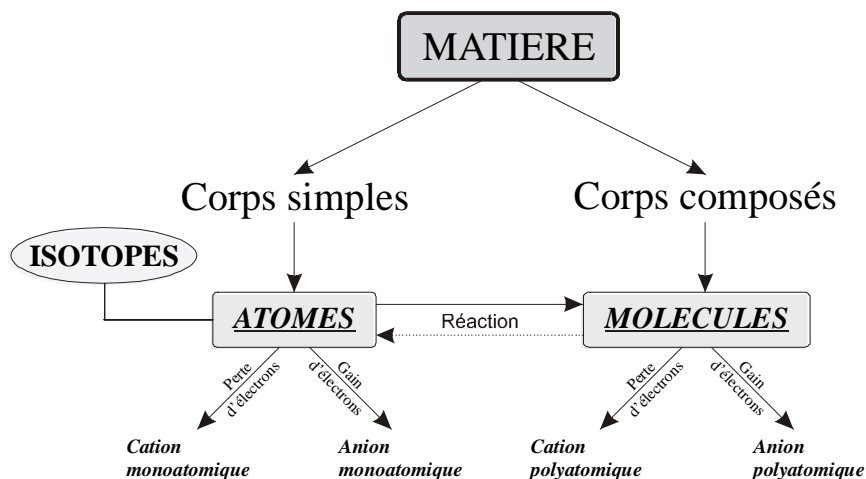 MATIERE
Corps simples
Corps composés
ISOTOPES
ATOMES
Réaction
MOLECULES
Perte
d'électrons
Gain
d'électrons
Perte
d'électrons
Gain
d'électrons
Cation
monoatomique
Anion
monoatomique
Cation
polyatomique
Anion
polyatomique